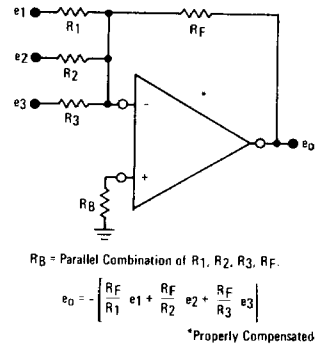 e1
R1
RF
e2
R2
e3
R3
*
-
+
eo
RB
RB = Parallel Combination of R1, R2, R3, RF.
eo = -[RF/R1 e1 + RF/R2 e2 + RF/R3 e3]
*Properly Compensated